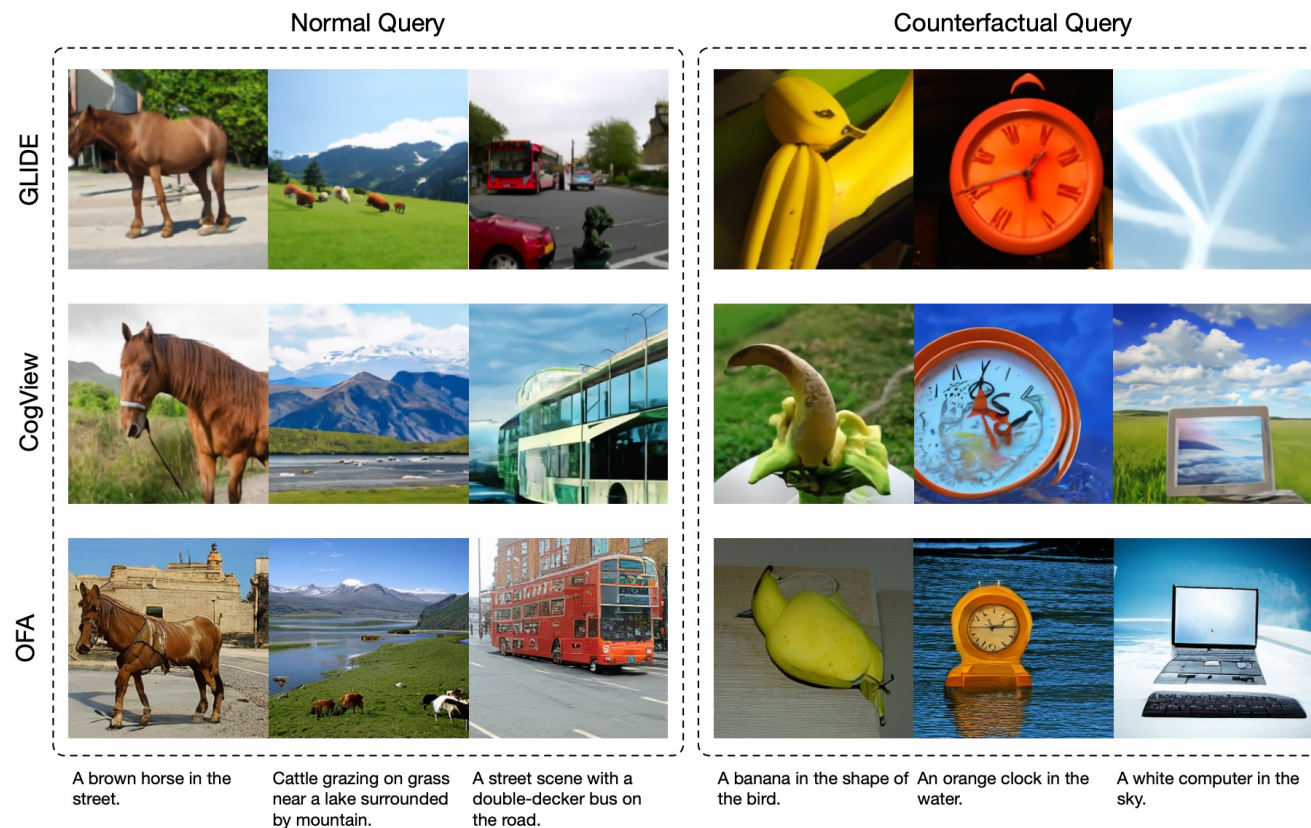 Normal Query
Counterfactual Query
GLIDE
CogView
OFA
A brown horse in the
street.
Cattle grazing on grass
near a lake surrounded
by mountain.
A street scene with a
double-decker bus on
the road.
A banana in the shape of
the bird.
An orange clock in the
water.
A white computer in the
sky.